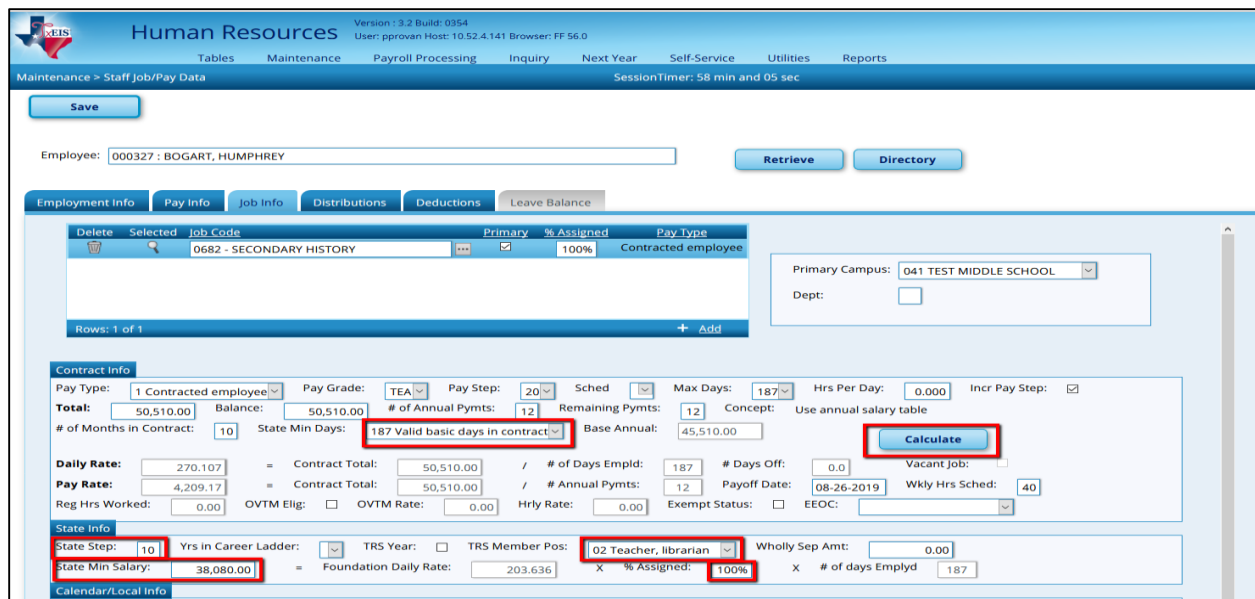 TxEIS
Human Resources
Version : 3.2 Build: 0354
User: pprovan Host: 10.52.4.141 Browser: FF 56.0
Tables Maintenance Payroll Processing Inquiry Next Year Self-Service Utilities Reports
Maintenance > Staff Job/Pay Data SessionTimer: 58 min and 05 sec
Save
Employee: 000327 : BOGART, HUMPHREY Retrieve Directory
Employment Info Pay Info Job Info Distributions Deductions Leave Balance
Delete Selected Job Code Primary % Assigned Pay Type
0682 - SECONDARY HISTORY ... 100% Contracted employee
Primary Campus: 041 TEST MIDDLE SCHOOL
Dept:
Rows: 1 of 1 + Add
Contract Info
Pay Type: 1 Contracted employee Pay Grade: TEA Pay Step: 20 Sched Max Days: 187 Hrs Per Day: 0.000 Incr Pay Step:
Total: 50,510.00 Balance: 50,510.00 # of Annual Pymts: 12 Remaining Pymts: 12 Concept: Use annual salary table
# of Months in Contract: 10 State Min Days: 187 Valid basic days in contract Base Annual: 45,510.00 Calculate
Daily Rate: 270.107 = Contract Total: 50,510.00 / # of Days Empld: 187 # Days Off: 0.0 Vacant Job:
Pay Rate: 4,209.17 = Contract Total: 50,510.00 / # Annual Pymts: 12 Payoff Date: 08-26-2019 Wkly Hrs Sched: 40
Reg Hrs Worked: 0.00 OVTM Elig: OVTM Rate: 0.00 Hrly Rate: 0.00 Exempt Status: EEOC:
State Info
State Step: 10 Yrs in Career Ladder: TRS Year: TRS Member Pos: 02 Teacher, librarian Wholly Sep Amt: 0.00
State Min Salary: 38,080.00 = Foundation Daily Rate: 203.636 X % Assigned: 100% X # of days Emplyd 187
Calendar/Local Info